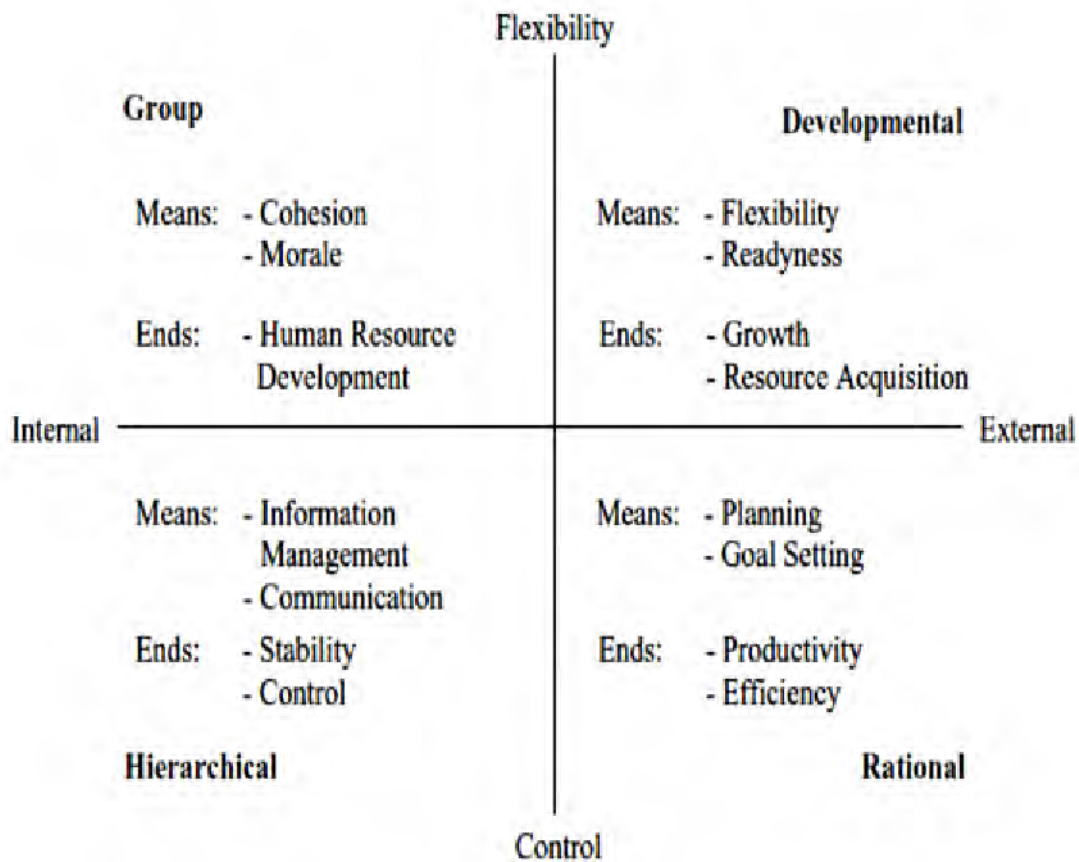 Flexibility
Group
Developmental
Means: - Cohesion
- Morale
Means: - Flexibility
- Readyness
Ends: - Human Resource
Development
Ends: - Growth
- Resource Acquisition
Internal
External
Means: - Information
Management
- Communication
Ends: - Stability
- Control
Means: - Planning
- Goal Setting
Ends: - Productivity
- Efficiency
Hierarchical
Rational
Control